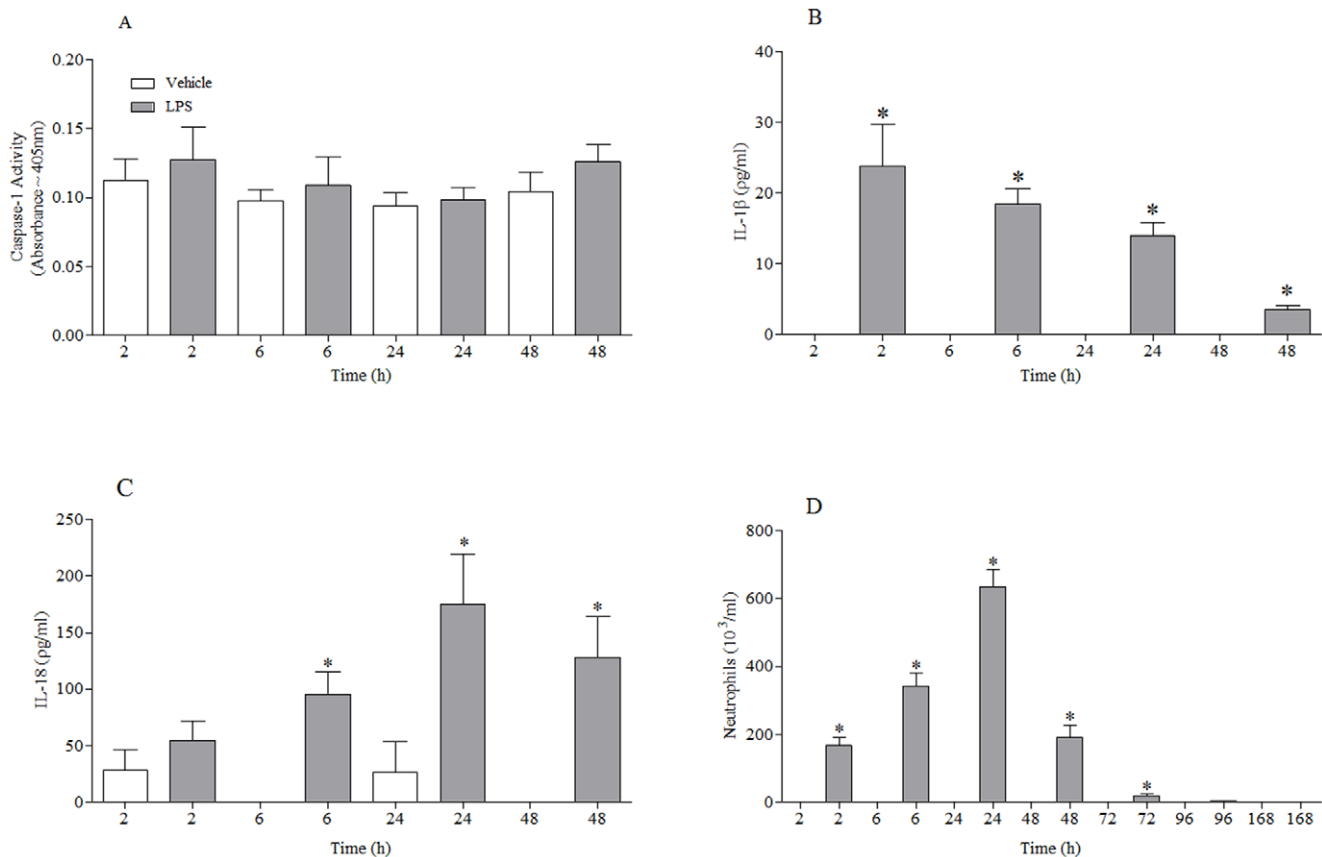 A
Caspase-1 Activity
(Absorbance~405nm)
0.20
0.15
0.10
0.05
0.00
Vehicle
LPS
2 2 6 6 24 24 48 48
Time (h)
B
IL-1β (ρg/ml)
40
30
20
10
0
* * * *
2 2 6 6 24 24 48 48
Time (h)
C
IL-18 (ρg/ml)
250
200
150
100
50
0
* * *
2 2 6 6 24 24 48 48
Time (h)
D
Neutrophils (10³/ml)
800
600
400
200
0
* * * * *
2 2 6 6 24 24 48 48 72 72 96 96 168 168
Time (h)